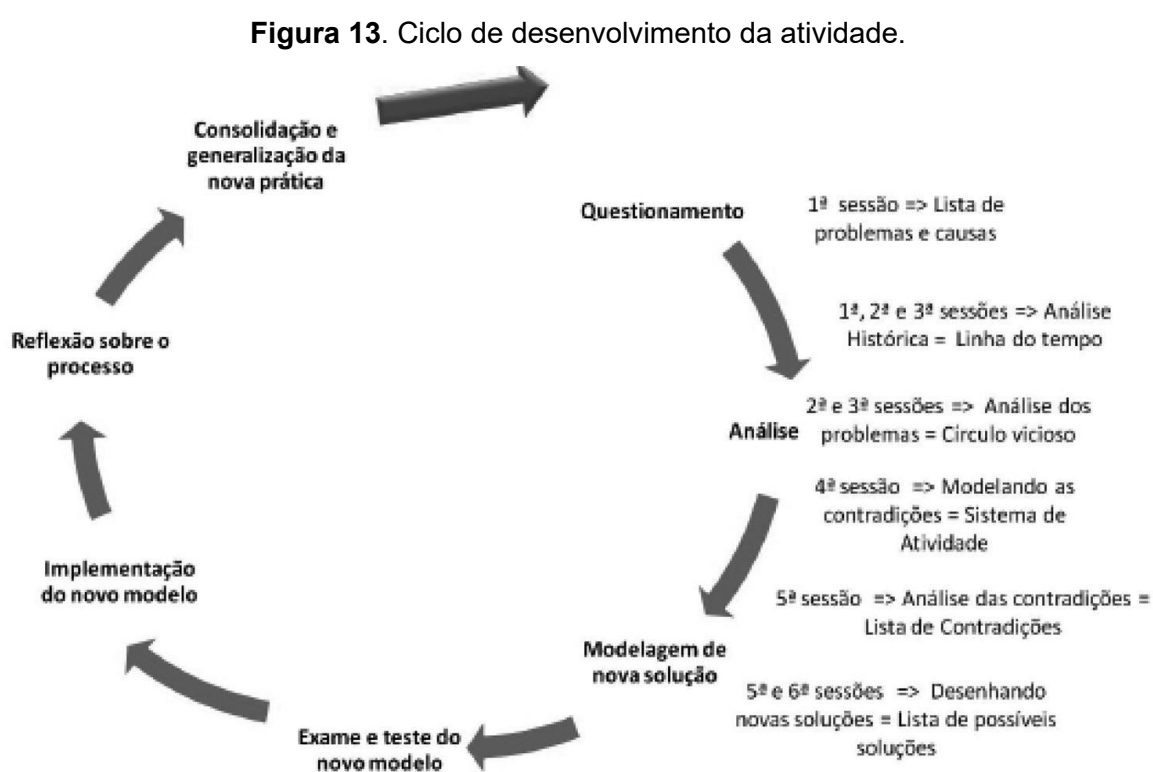 Figura 13. Ciclo de desenvolvimento da atividade.
Consolidação e
generalização da
nova prática
Questionamento
1ª sessão => Lista de
problemas e causas
1ª, 2ª e 3ª sessões => Análise
Histórica = Linha do tempo
Reflexão sobre o
processo
Análise
2ª e 3ª sessões => Análise dos
problemas = Circulo vicioso
4ª sessão => Modelando as
contradições = Sistema de
Atividade
Implementação
do novo modelo
5ª sessão => Análise das contradições =
Lista de Contradições
Modelagem de
nova solução
5ª e 6ª sessões => Desenhando
novas soluções = Lista de possíveis
soluções
Exame e teste do
novo modelo